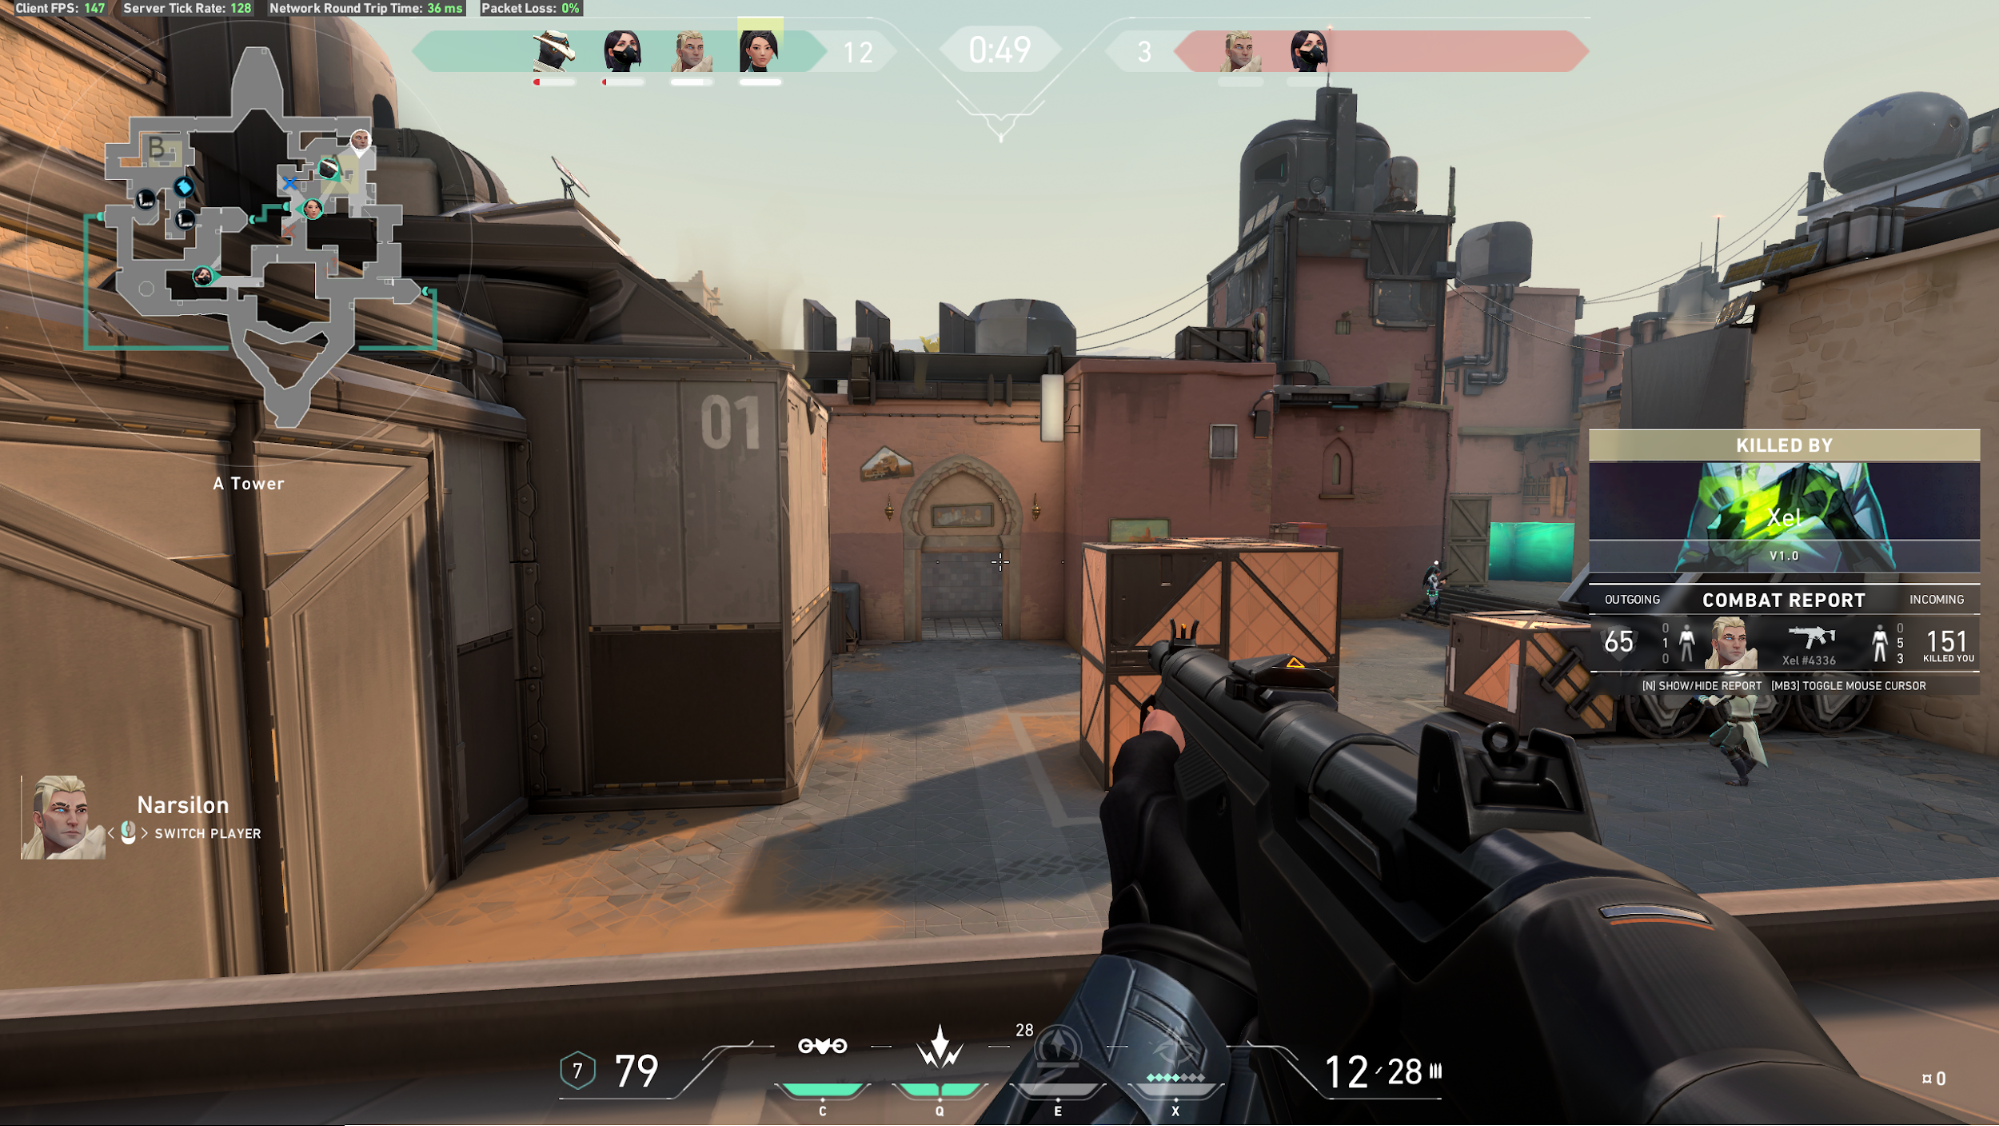 Client FPS: 147 Server Tick Rate: 128 Network Round Trip Time: 36 ms Packet Loss: 0%
12 0:49 3
B
A
A Tower
01
KILLED BY
Xel
V1.0
OUTGOING COMBAT REPORT INCOMING
65 0 1 0 Xel #4336 0 5 3 151 KILLED YOU
[N] SHOW/HIDE REPORT [MB3] TOGGLE MOUSE CURSOR
Narsilon
< > SWITCH PLAYER
7 79 28 12 / 28 ¤ 0
C Q E X